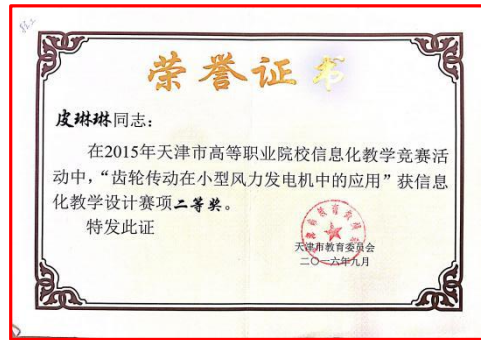 荣誉证书
皮琳琳同志：
在2015年天津市高等职业院校信息化教学竞赛活
动中，“齿轮传动在小型风力发电机中的应用”获信息
化教学设计赛项二等奖。
特发此证
天津市教育委员会
二〇一六年九月